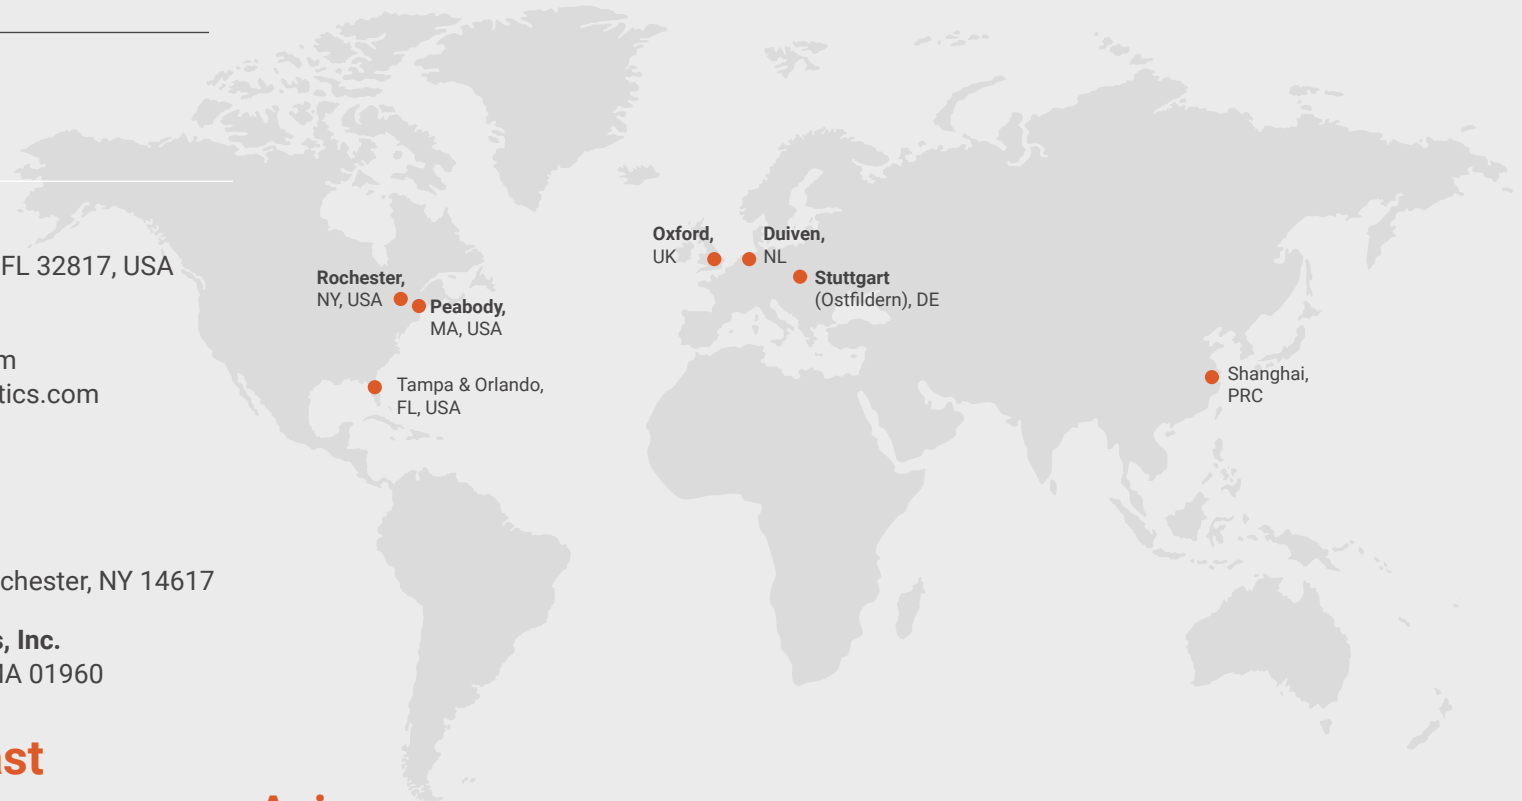 FL 32817, USA
m
tics.com
chester, NY 14617
s, Inc.
MA 01960
ast
Rochester,
NY, USA
Peabody,
MA, USA
Tampa & Orlando,
FL, USA
Oxford,
UK
Duiven,
NL
Stuttgart
(Ostfildern), DE
Shanghai,
PRC